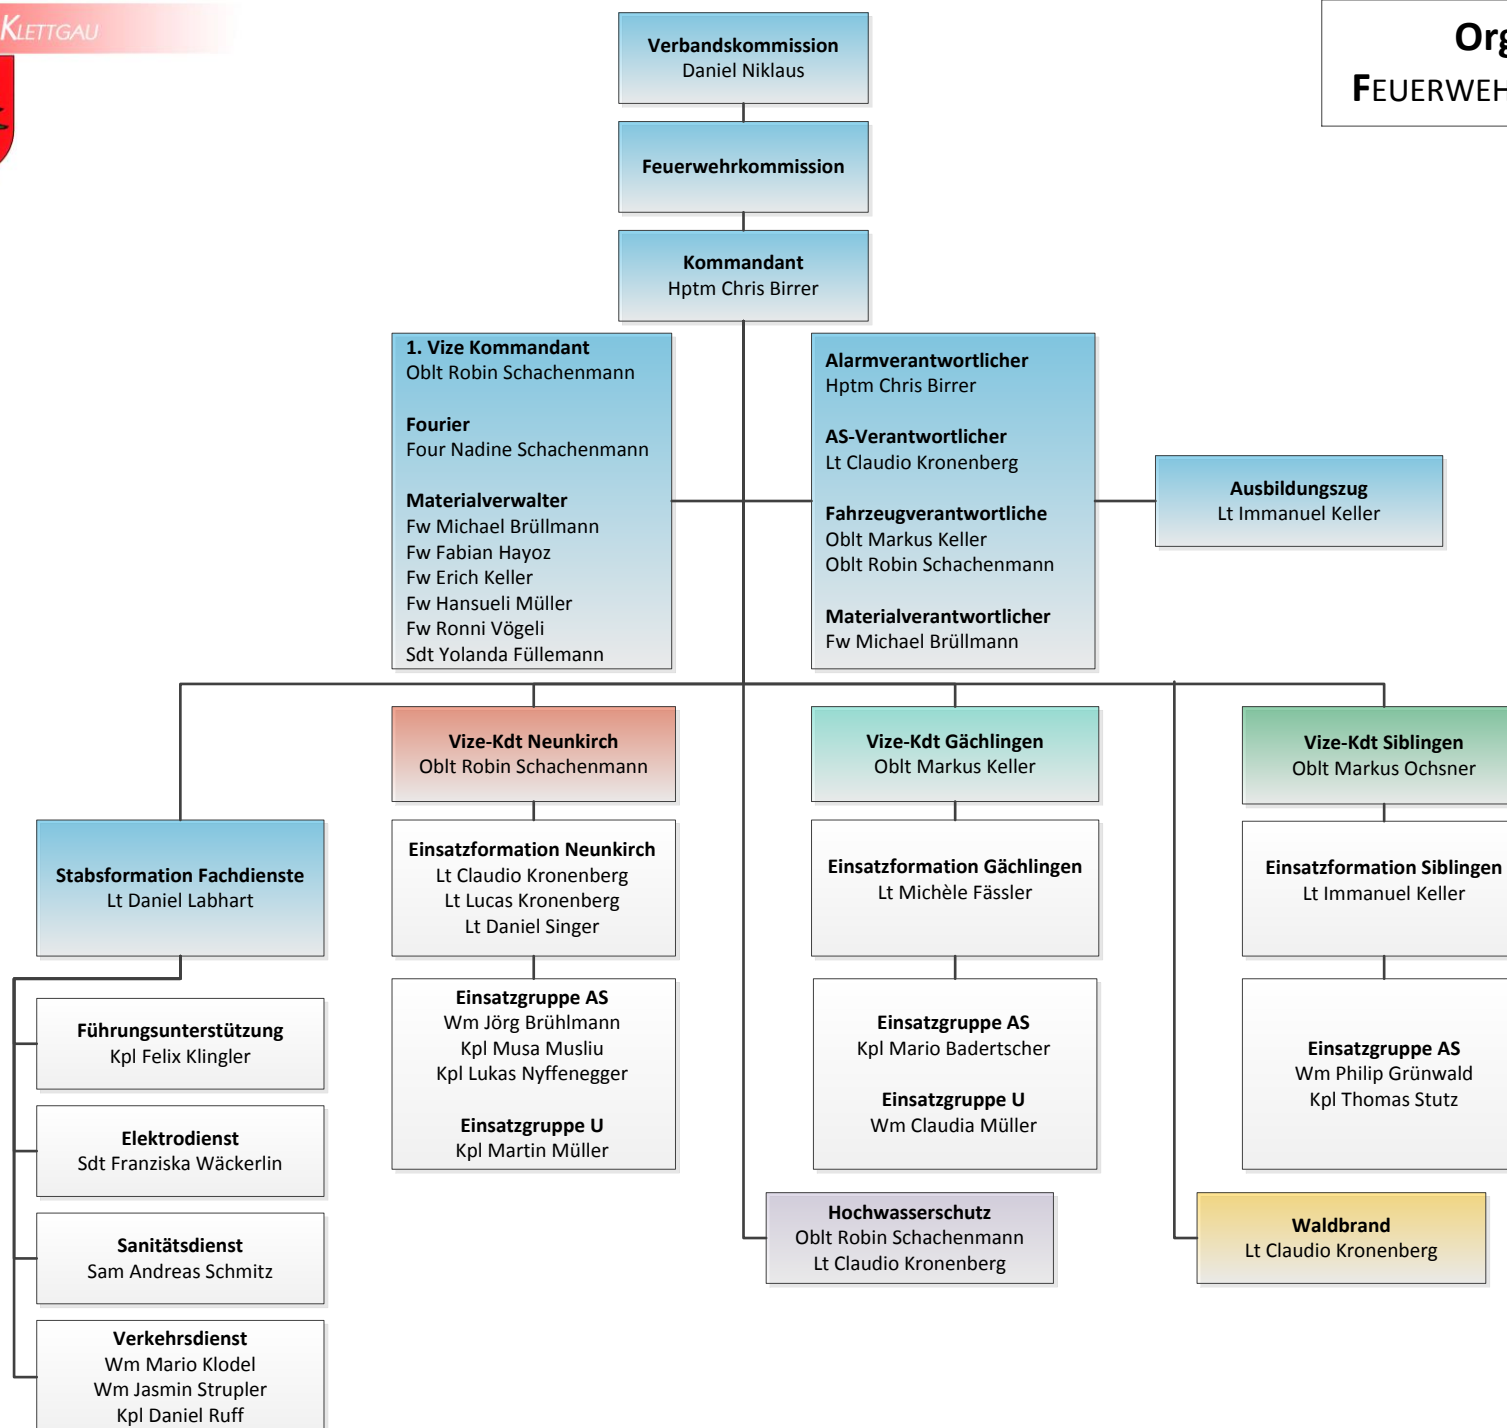 KLETTGAU
Org
FEUERWEH
Verbandskommission
Daniel Niklaus
Feuerwehrkommission
Kommandant
Hptm Chris Birrer
1. Vize Kommandant
Oblt Robin Schachenmann
Fourier
Four Nadine Schachenmann
Materialverwalter
Fw Michael Brüllmann
Fw Fabian Hayoz
Fw Erich Keller
Fw Hansueli Müller
Fw Ronni Vögeli
Sdt Yolanda Füllemann
Alarmverantwortlicher
Hptm Chris Birrer
AS-Verantwortlicher
Lt Claudio Kronenberg
Fahrzeugverantwortliche
Oblt Markus Keller
Oblt Robin Schachenmann
Materialverantwortlicher
Fw Michael Brüllmann
Ausbildungszug
Lt Immanuel Keller
Vize-Kdt Neunkirch
Oblt Robin Schachenmann
Vize-Kdt Gächlingen
Oblt Markus Keller
Vize-Kdt Siblingen
Oblt Markus Ochsner
Stabsformation Fachdienste
Lt Daniel Labhart
Einsatzformation Neunkirch
Lt Claudio Kronenberg
Lt Lucas Kronenberg
Lt Daniel Singer
Einsatzformation Gächlingen
Lt Michèle Fässler
Einsatzformation Siblingen
Lt Immanuel Keller
Führungsunterstützung
Kpl Felix Klingler
Elektrodienst
Sdt Franziska Wäckerlin
Sanitätsdienst
Sam Andreas Schmitz
Verkehrsdienst
Wm Mario Klodel
Wm Jasmin Strupler
Kpl Daniel Ruff
Einsatzgruppe AS
Wm Jörg Brühlmann
Kpl Musa Musliu
Kpl Lukas Nyffenegger
Einsatzgruppe U
Kpl Martin Müller
Einsatzgruppe AS
Kpl Mario Badertscher
Einsatzgruppe U
Wm Claudia Müller
Einsatzgruppe AS
Wm Philip Grünwald
Kpl Thomas Stutz
Hochwasserschutz
Oblt Robin Schachenmann
Lt Claudio Kronenberg
Waldbrand
Lt Claudio Kronenberg